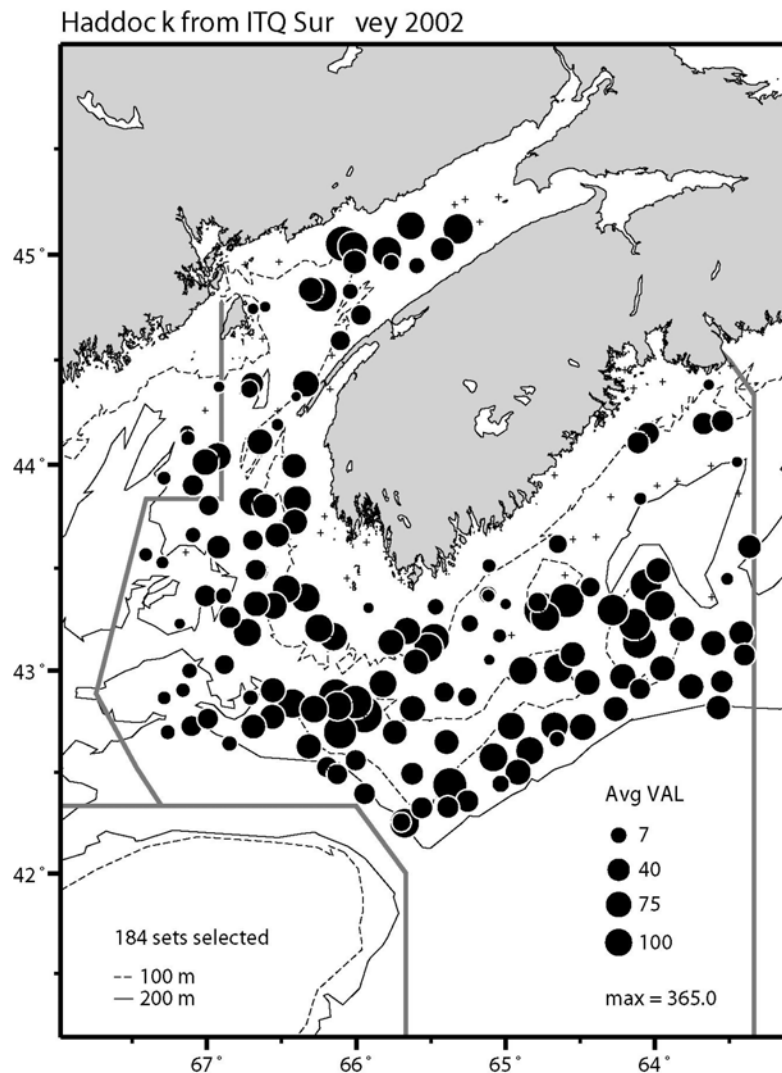 Haddoc k from ITQ Sur vey 2002
45°
44°
43°
42°
Avg VAL
7
40
75
100
max = 365.0
184 sets selected
100 m
200 m
67° 66° 65° 64°